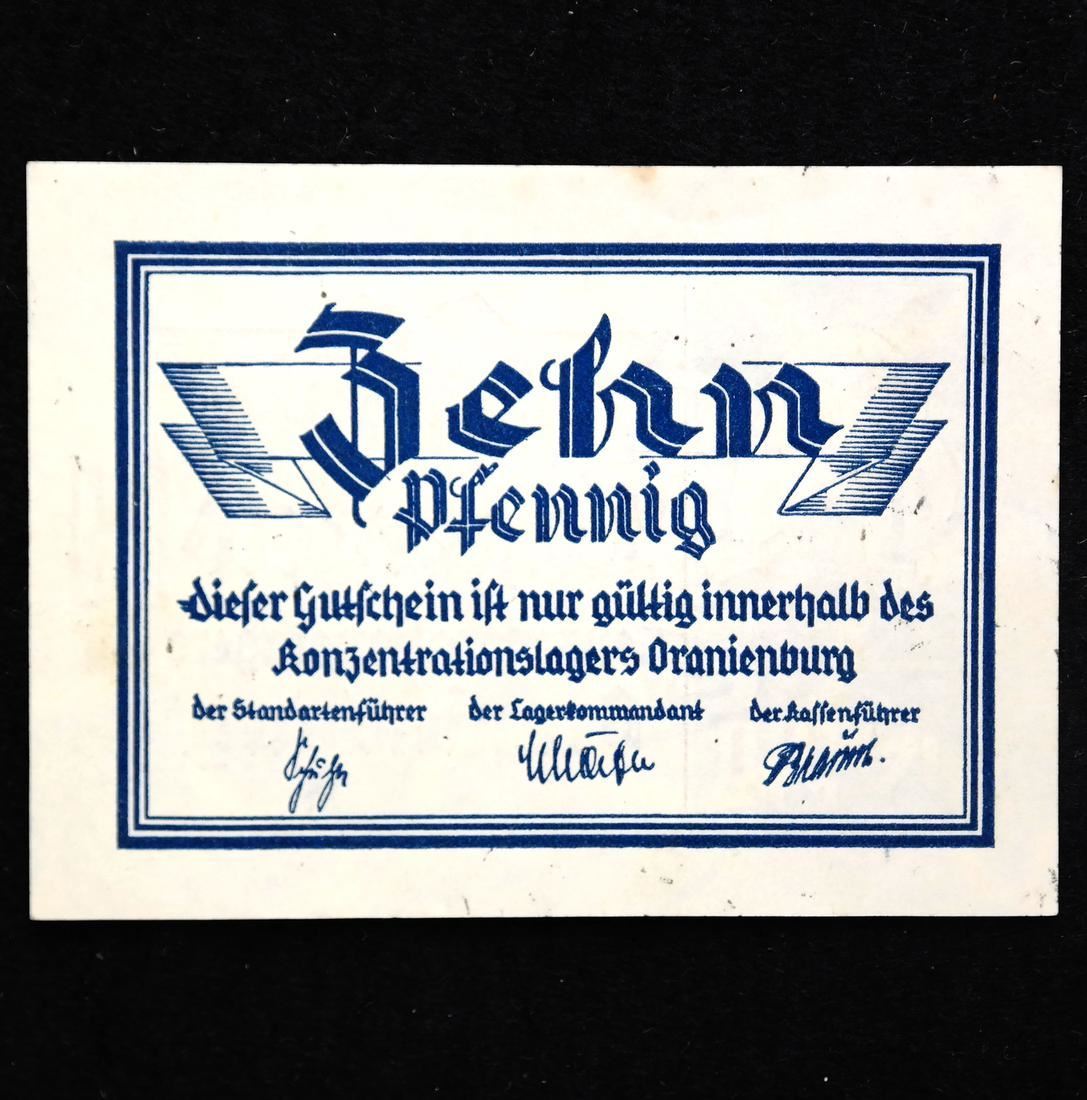 Zehn
Pfennig
dieser Gutschein ist nur gültig innerhalb des
Konzentrationslagers Oranienburg
der Standartenführer der Lagerkommandant der Kassenführer